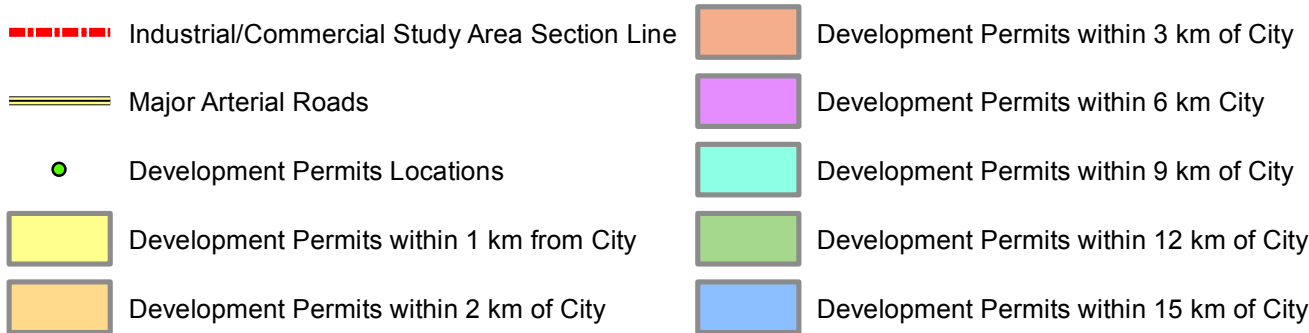 Industrial/Commercial Study Area Section Line
Major Arterial Roads
Development Permits Locations
Development Permits within 1 km from City
Development Permits within 2 km of City
Development Permits within 3 km of City
Development Permits within 6 km City
Development Permits within 9 km of City
Development Permits within 12 km of City
Development Permits within 15 km of City